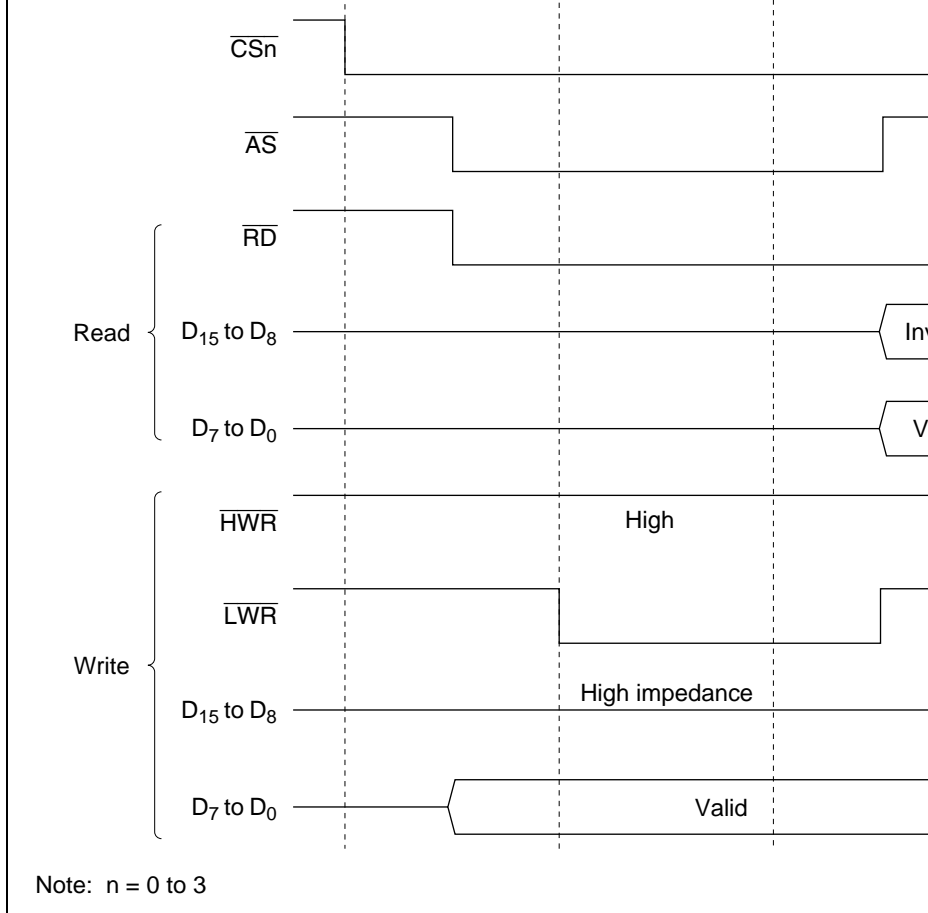 CSn
AS
RD
Read
D15 to D8
Inv
D7 to D0
V
HWR
High
LWR
Write
High impedance
D15 to D8
D7 to D0
Valid
Note: n = 0 to 3